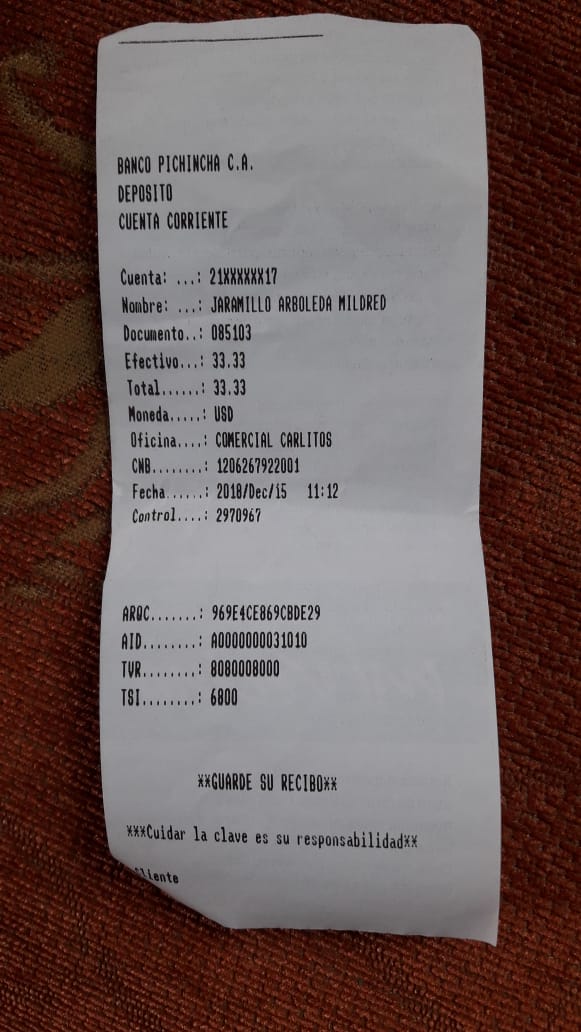 BANCO PICHINCHA C.A.
DEPOSITO
CUENTA CORRIENTE
Cuenta: ...: 21XXXXXX17
Nombre: ...: JARAMILLO ARBOLEDA MILDRED
Documento..: 085103
Efectivo...: 33.33
Total......: 33.33
Moneda.....: USD
Oficina....: COMERCIAL CARLITOS
CNB........: 1206267922001
Fecha......: 2018/Dec/15 11:12
Control....: 2970967
ARQC.......: 969E4CE869CBDE29
AID........: A0000000031010
TVR........: 8080008000
TSI........: 6800
**GUARDE SU RECIBO**
***Cuidar la clave es su responsabilidad**
Cliente